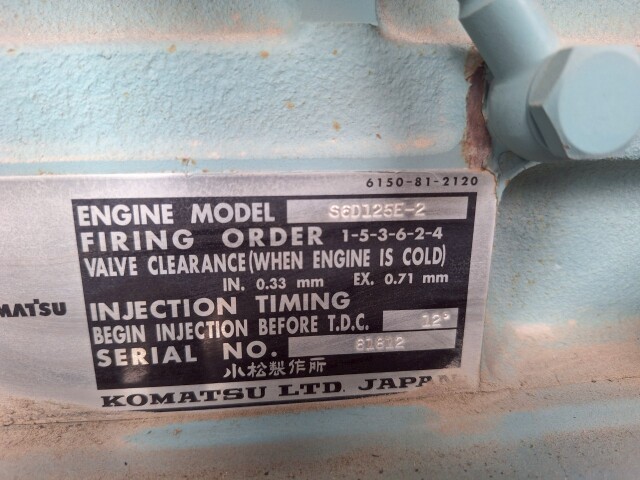 6150-81-2120
ENGINE MODEL S6D125E-2
FIRING ORDER 1-5-3-6-2-4
VALVE CLEARANCE (WHEN ENGINE IS COLD)
IN. 0.33 mm EX. 0.71 mm
MATSU
INJECTION TIMING
BEGIN INJECTION BEFORE T.D.C. 12°
SERIAL NO. 81812
小松製作所
KOMATSU LTD. JAPAN